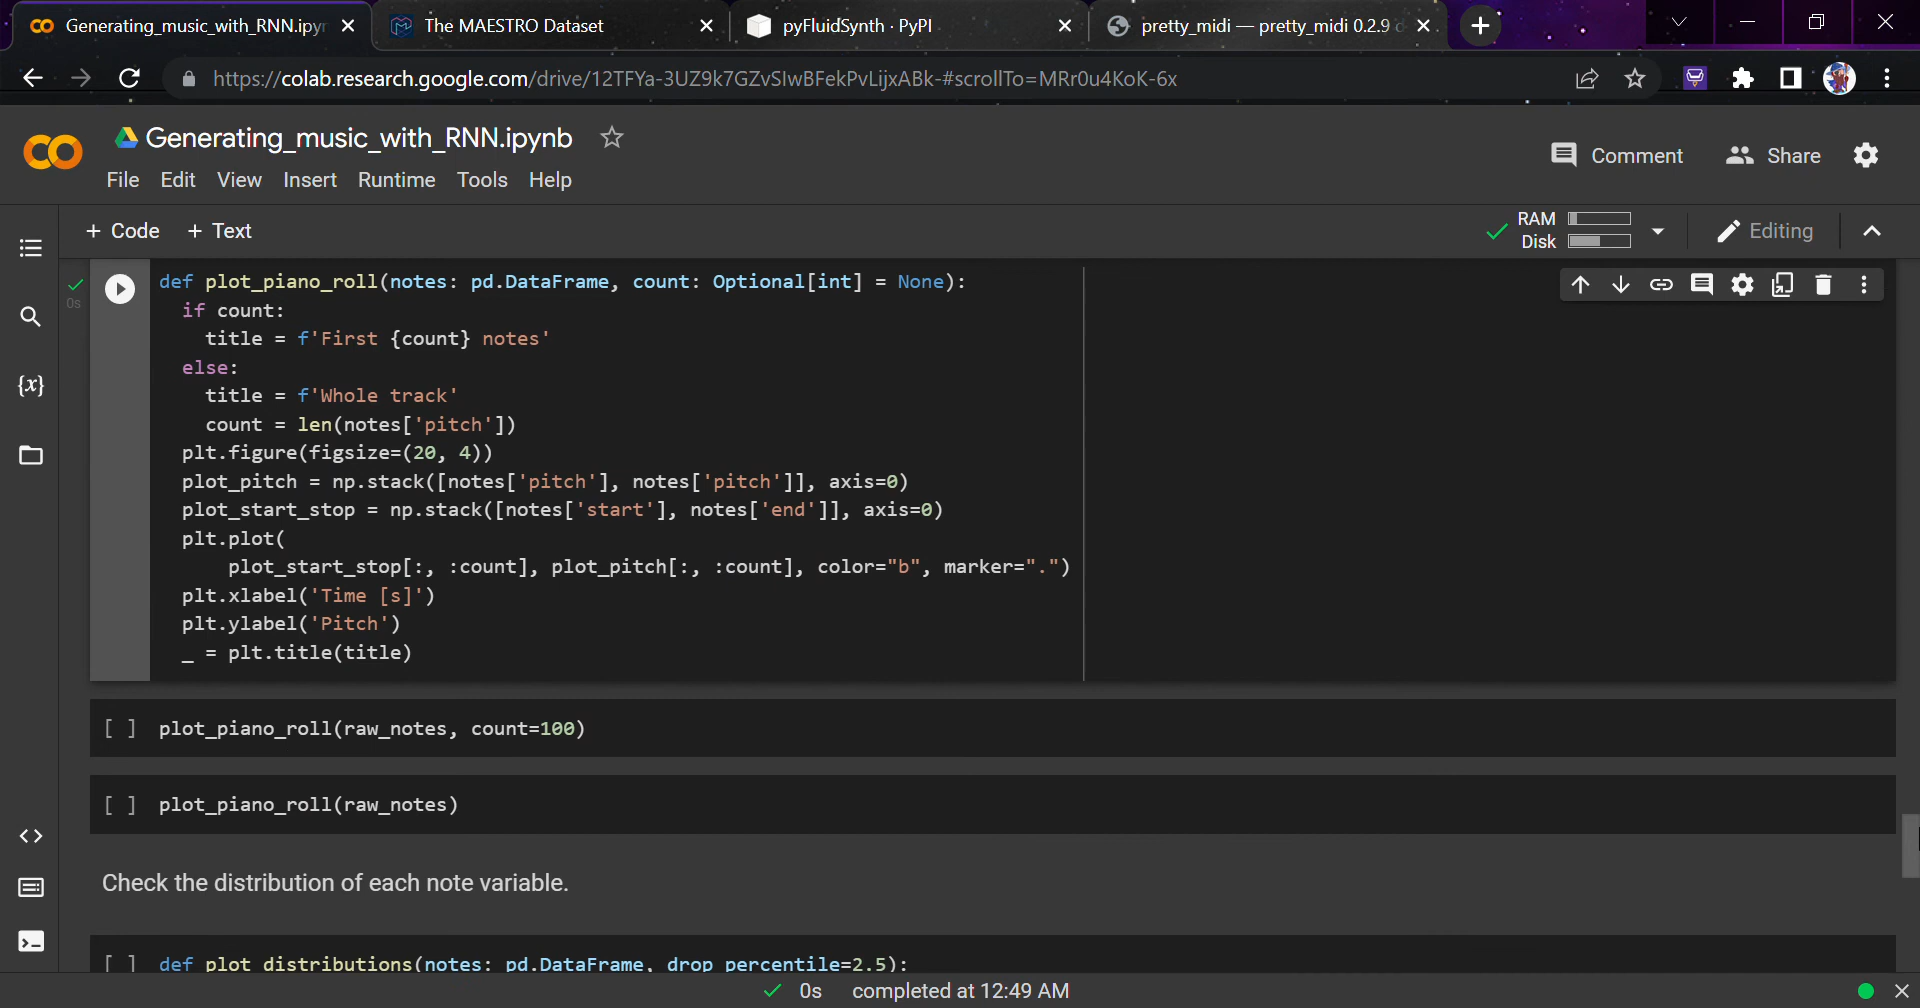 Generating_music_with_RNN.ipyn
The MAESTRO Dataset
pyFluidSynth · PyPI
pretty_midi — pretty_midi 0.2.9 d
https://colab.research.google.com/drive/12TFYa-3UZ9k7GZvSlwBFekPvLijxABk-#scrollTo=MRr0u4KoK-6x
Generating_music_with_RNN.ipynb
Comment
Share
File Edit View Insert Runtime Tools Help
+ Code + Text
RAM
Disk
Editing
{x}
0s
def plot_piano_roll(notes: pd.DataFrame, count: Optional[int] = None):
  if count:
    title = f'First {count} notes'
  else:
    title = f'Whole track'
    count = len(notes['pitch'])
  plt.figure(figsize=(20, 4))
  plot_pitch = np.stack([notes['pitch'], notes['pitch']], axis=0)
  plot_start_stop = np.stack([notes['start'], notes['end']], axis=0)
  plt.plot(
      plot_start_stop[:, :count], plot_pitch[:, :count], color="b", marker=".")
  plt.xlabel('Time [s]')
  plt.ylabel('Pitch')
  _ = plt.title(title)
[ ] plot_piano_roll(raw_notes, count=100)
[ ] plot_piano_roll(raw_notes)
Check the distribution of each note variable.
[ ] def plot_distributions(notes: pd.DataFrame, drop_percentile=2.5):
0s completed at 12:49 AM